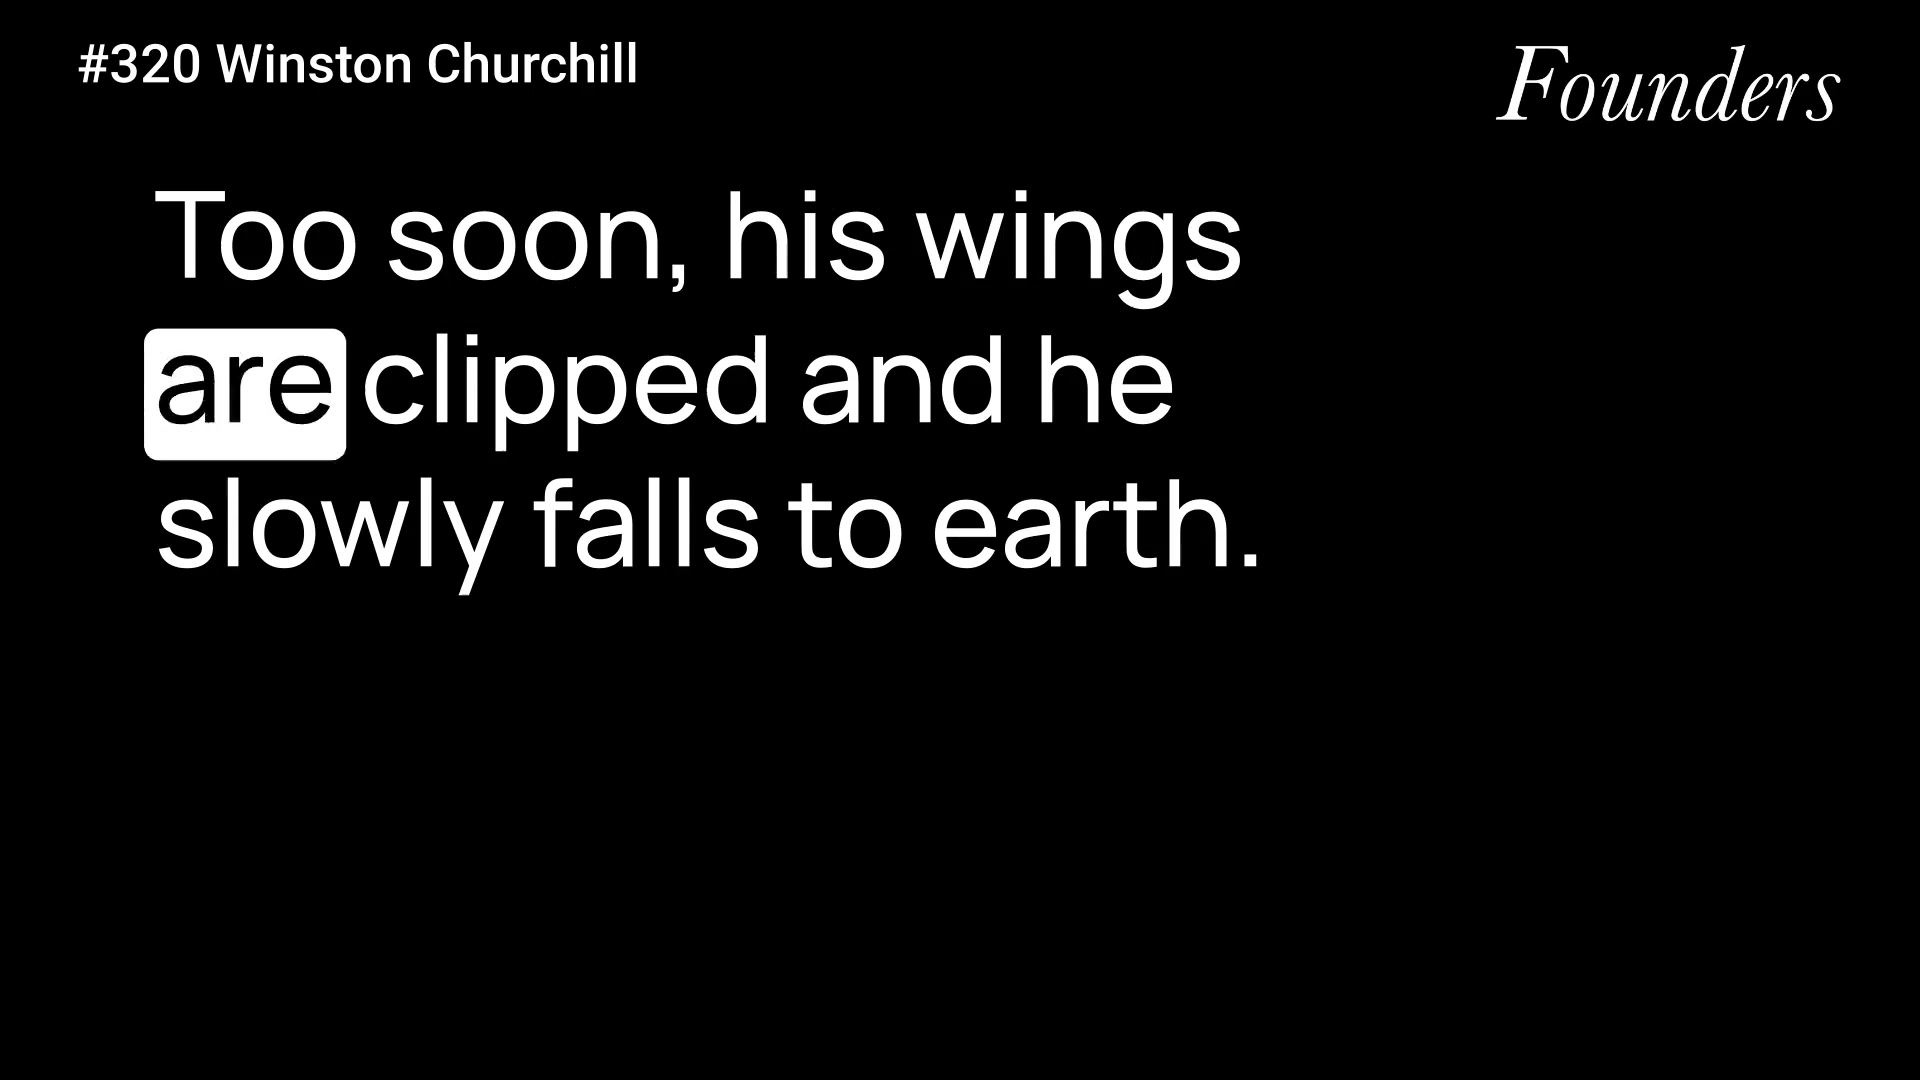 #320 Winston Churchill
Founders
Too soon, his wings
are clipped and he
slowly falls to earth.